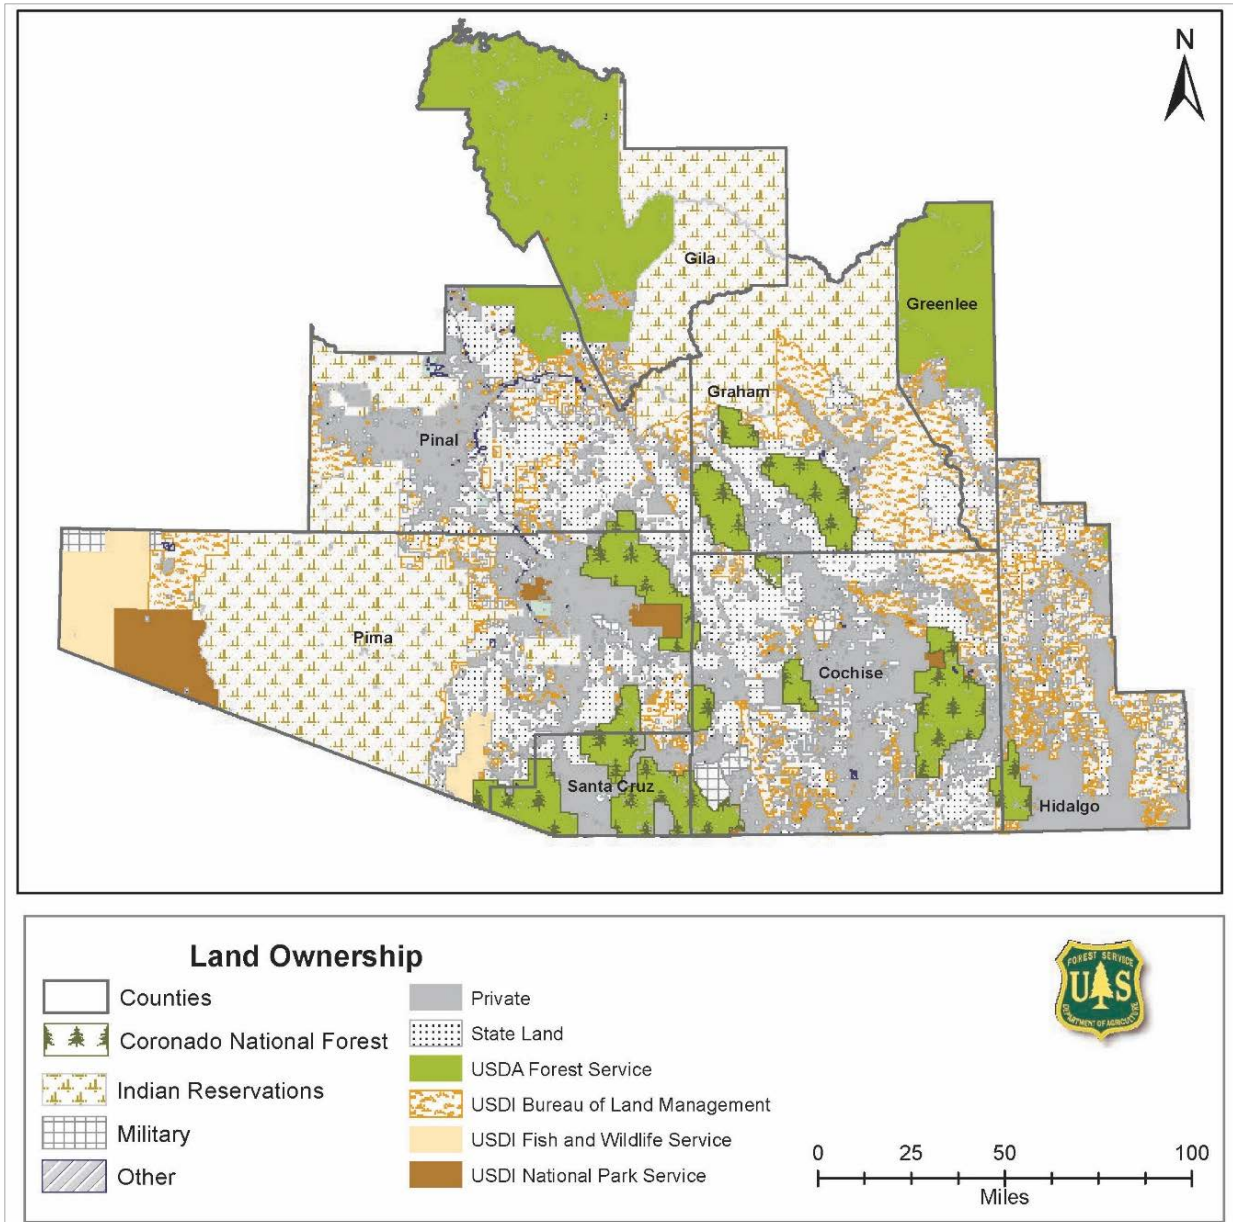 N
Gila
Greenlee
Graham
Pinal
Pima
Cochise
Santa Cruz
Hidalgo
Land Ownership
Counties
Coronado National Forest
Indian Reservations
Military
Other
Private
State Land
USDA Forest Service
USDI Bureau of Land Management
USDI Fish and Wildlife Service
USDI National Park Service
FOREST SERVICE
U S
DEPARTMENT OF AGRICULTURE
0 25 50 100
Miles